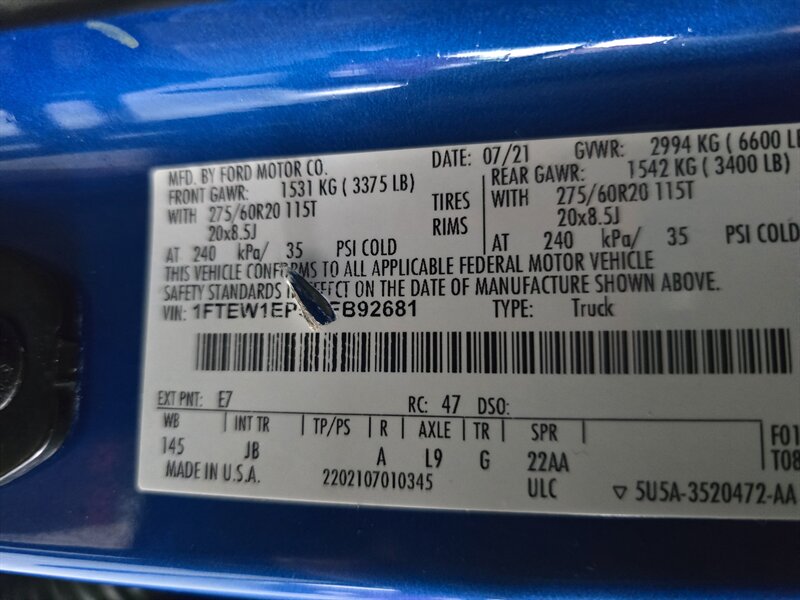 MFD. BY FORD MOTOR CO.
DATE: 07/21 GVWR: 2994 KG ( 6600 LB
FRONT GAWR: 1531 KG ( 3375 LB)
REAR GAWR: 1542 KG ( 3400 LB)
WITH 275/60R20 115T TIRES WITH 275/60R20 115T
20x8.5J RIMS 20x8.5J
AT 240 kPa/ 35 PSI COLD AT 240 kPa/ 35 PSI COLD
THIS VEHICLE CONFORMS TO ALL APPLICABLE FEDERAL MOTOR VEHICLE
SAFETY STANDARDS IN EFFECT ON THE DATE OF MANUFACTURE SHOWN ABOVE.
VIN: 1FTEW1EP FB92681 TYPE: Truck
EXT PNT: E7 RC: 47 DSO:
WB INT TR TP/PS R AXLE TR SPR
145 JB A L9 G 22AA
F01
T08
MADE IN U.S.A. 2202107010345 ULC ▽ 5U5A-3520472-AA